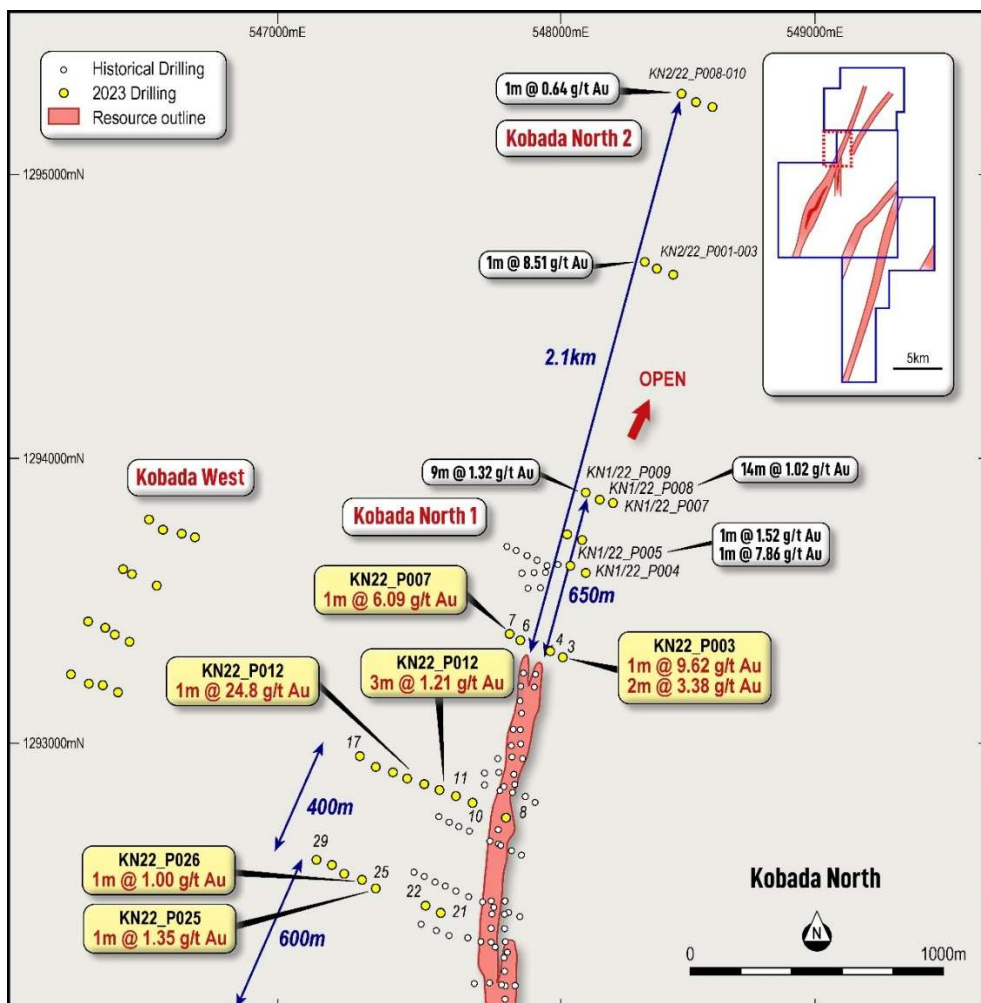 547000mE
548000mE
549000mE
Historical Drilling
2023 Drilling
Resource outline
1m @ 0.64 g/t Au
KN2/22_P008-010
Kobada North 2
1295000mN
1m @ 8.51 g/t Au
KN2/22_P001-003
2.1km
OPEN
5km
1294000mN
Kobada West
9m @ 1.32 g/t Au
KN1/22_P009
KN1/22_P008
KN1/22_P007
14m @ 1.02 g/t Au
Kobada North 1
KN1/22_P005
KN1/22_P004
1m @ 1.52 g/t Au
1m @ 7.86 g/t Au
KN22_P007
1m @ 6.09 g/t Au
650m
7
6
4
3
KN22_P003
1m @ 9.62 g/t Au
2m @ 3.38 g/t Au
KN22_P012
1m @ 24.8 g/t Au
KN22_P012
3m @ 1.21 g/t Au
1293000mN
17
11
10
8
400m
29
25
22
21
KN22_P026
1m @ 1.00 g/t Au
KN22_P025
1m @ 1.35 g/t Au
600m
Kobada North
N
0
1000m